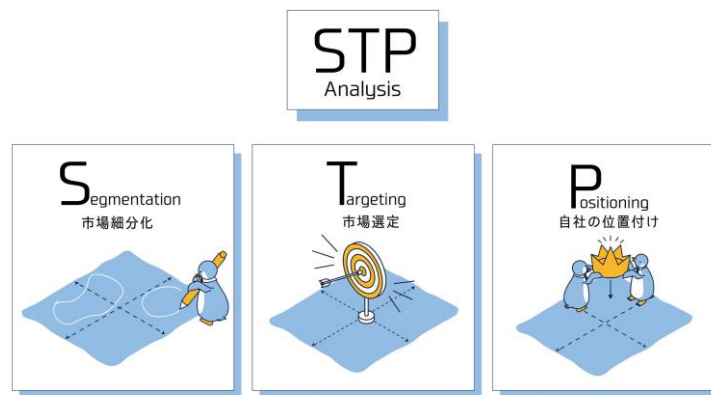 STP
Analysis
Segmentation
市場細分化
Targeting
市場選定
Positioning
自社の位置付け